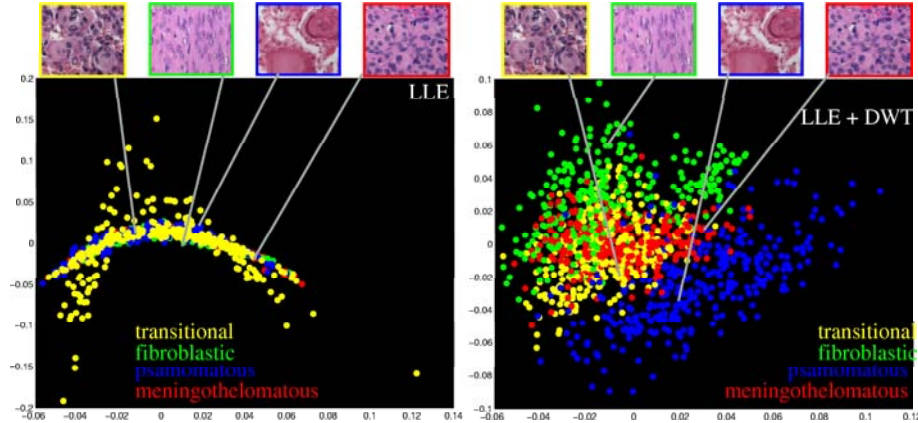 LLE
0.2
0.15
0.1
0.05
0
-0.05
-0.1
-0.15
-0.2
transitional
fibroblastic
psamomatous
meningothelomatous
-0.06 -0.04 -0.02 0 0.02 0.04 0.06 0.08 0.1 0.12 0.14
LLE + DWT
0.1
0.08
0.06
0.04
0.02
0
-0.02
-0.04
-0.06
-0.08
-0.1
transitional
fibroblastic
psamomatous
meningothelomatous
-0.06 -0.04 -0.02 0 0.02 0.04 0.06 0.08 0.1 0.12